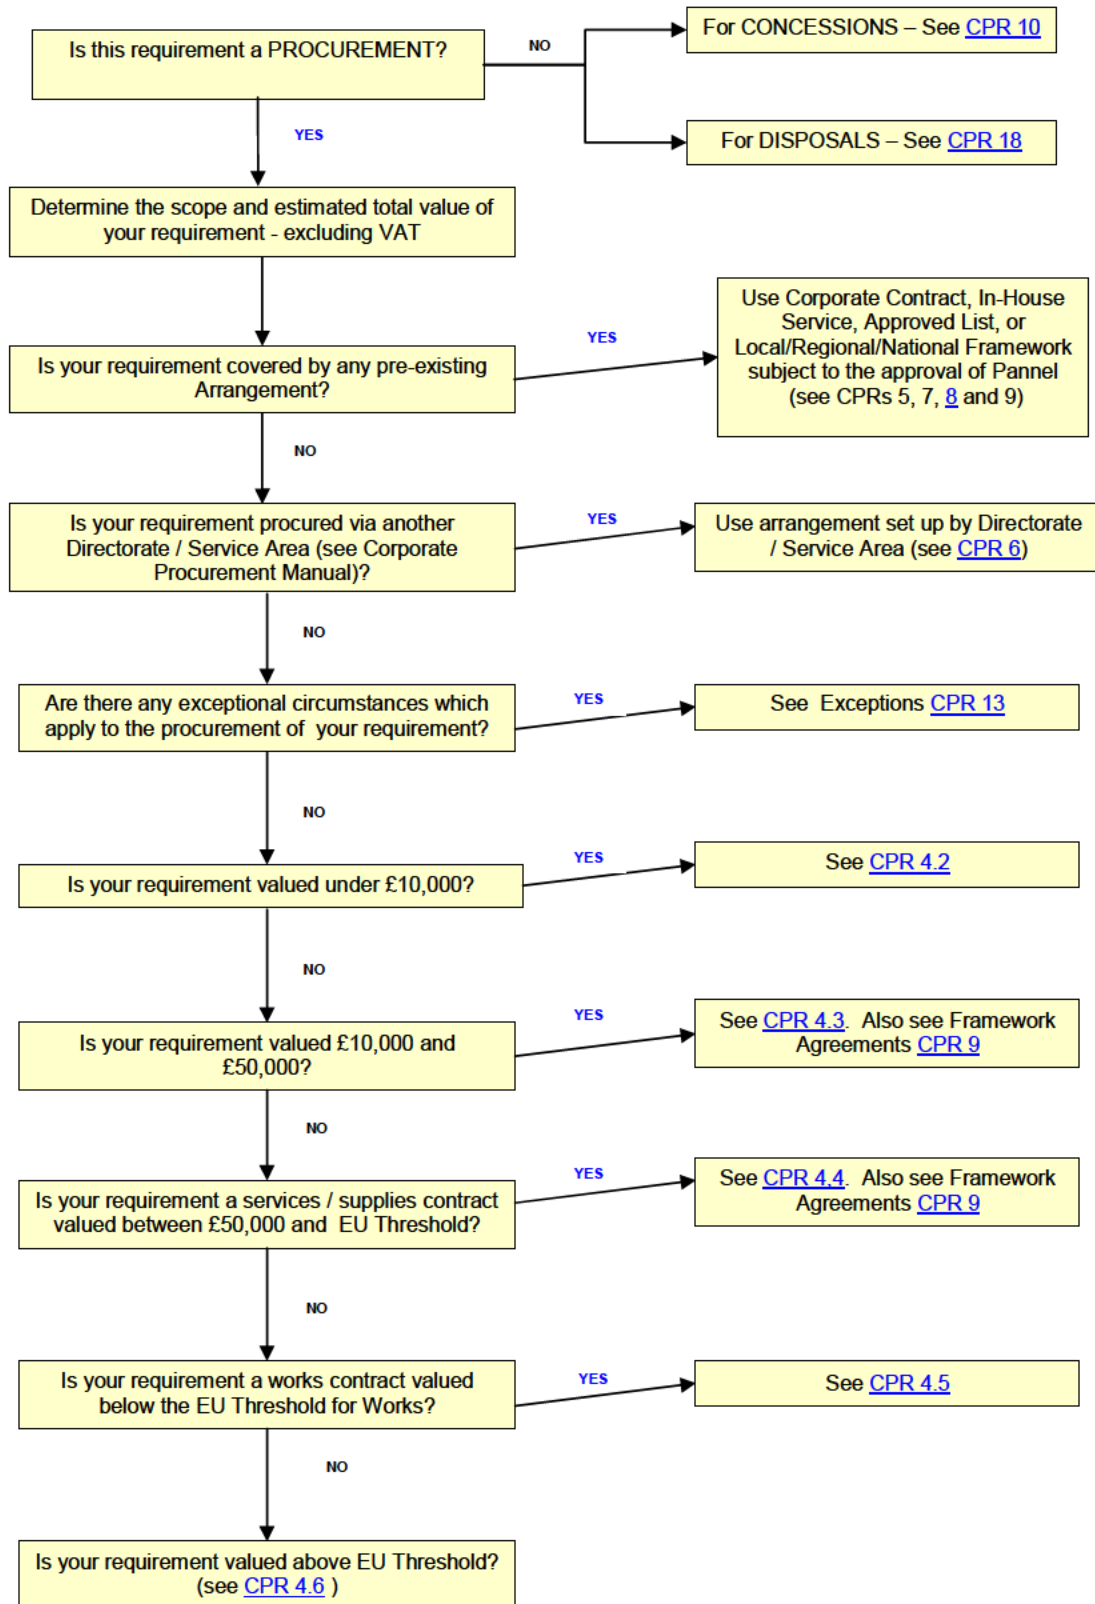 Is this requirement a PROCUREMENT?
NO
For CONCESSIONS – See CPR 10
YES
For DISPOSALS – See CPR 18
Determine the scope and estimated total value of
your requirement - excluding VAT
Use Corporate Contract, In-House
Service, Approved List, or
Local/Regional/National Framework
subject to the approval of Pannel
(see CPRs 5, 7, 8 and 9)
YES
Is your requirement covered by any pre-existing
Arrangement?
NO
Is your requirement procured via another
Directorate / Service Area (see Corporate
Procurement Manual)?
YES
Use arrangement set up by Directorate
/ Service Area (see CPR 6)
NO
Are there any exceptional circumstances which
apply to the procurement of  your requirement?
YES
See  Exceptions CPR 13
NO
Is your requirement valued under £10,000?
YES
See CPR 4.2
NO
Is your requirement valued £10,000 and
£50,000?
YES
See CPR 4.3.  Also see Framework
Agreements CPR 9
NO
Is your requirement a services / supplies contract
valued between £50,000 and  EU Threshold?
YES
See CPR 4,4.  Also see Framework
Agreements CPR 9
NO
Is your requirement a works contract valued
below the EU Threshold for Works?
YES
See CPR 4.5
NO
Is your requirement valued above EU Threshold?
(see CPR 4.6 )